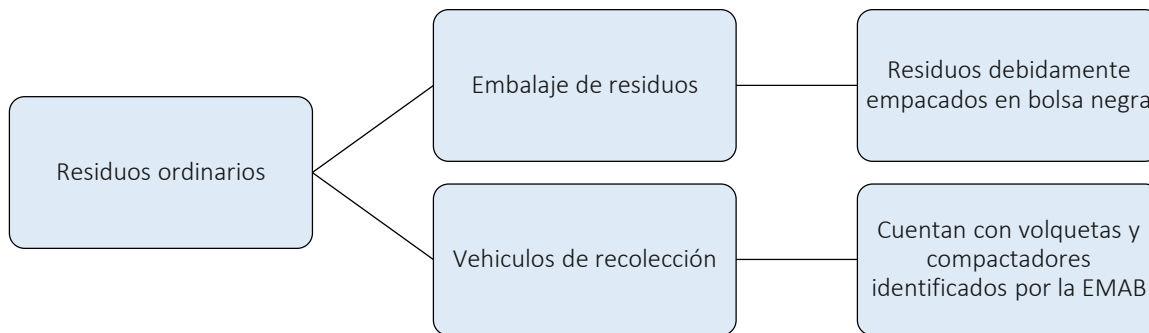 Residuos ordinarios
Embalaje de residuos
Residuos debidamente
empacados en bolsa negra
Vehiculos de recolección
Cuentan con volquetas y
compactadores
identificados por la EMAB